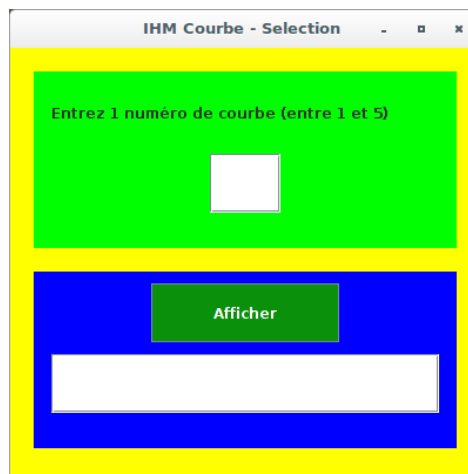 IHM Courbe - Selection
Entrez 1 numéro de courbe (entre 1 et 5)
Afficher